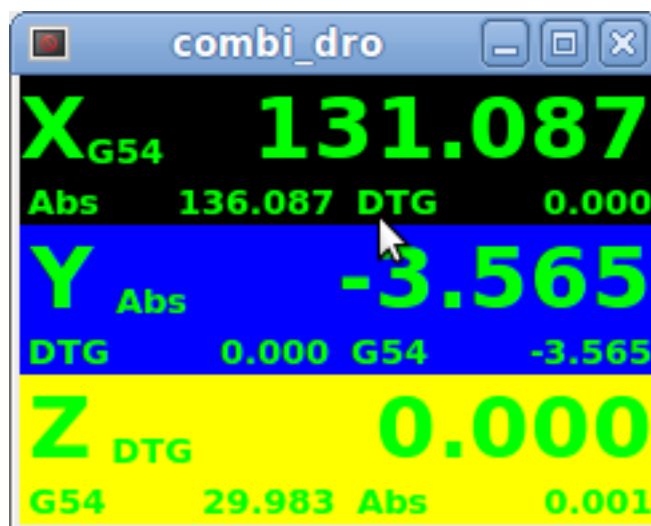 combi_dro
X G54 131.087
Abs 136.087 DTG 0.000
Y Abs -3.565
DTG 0.000 G54 -3.565
Z DTG 0.000
G54 29.983 Abs 0.001